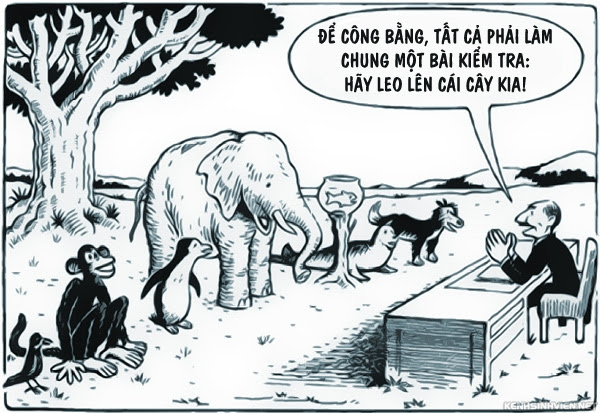 ĐỂ CÔNG BẰNG, TẤT CẢ PHẢI LÀM
CHUNG MỘT BÀI KIỂM TRA:
HÃY LEO LÊN CÁI CÂY KIA!
KENHSINHVIEN.NET